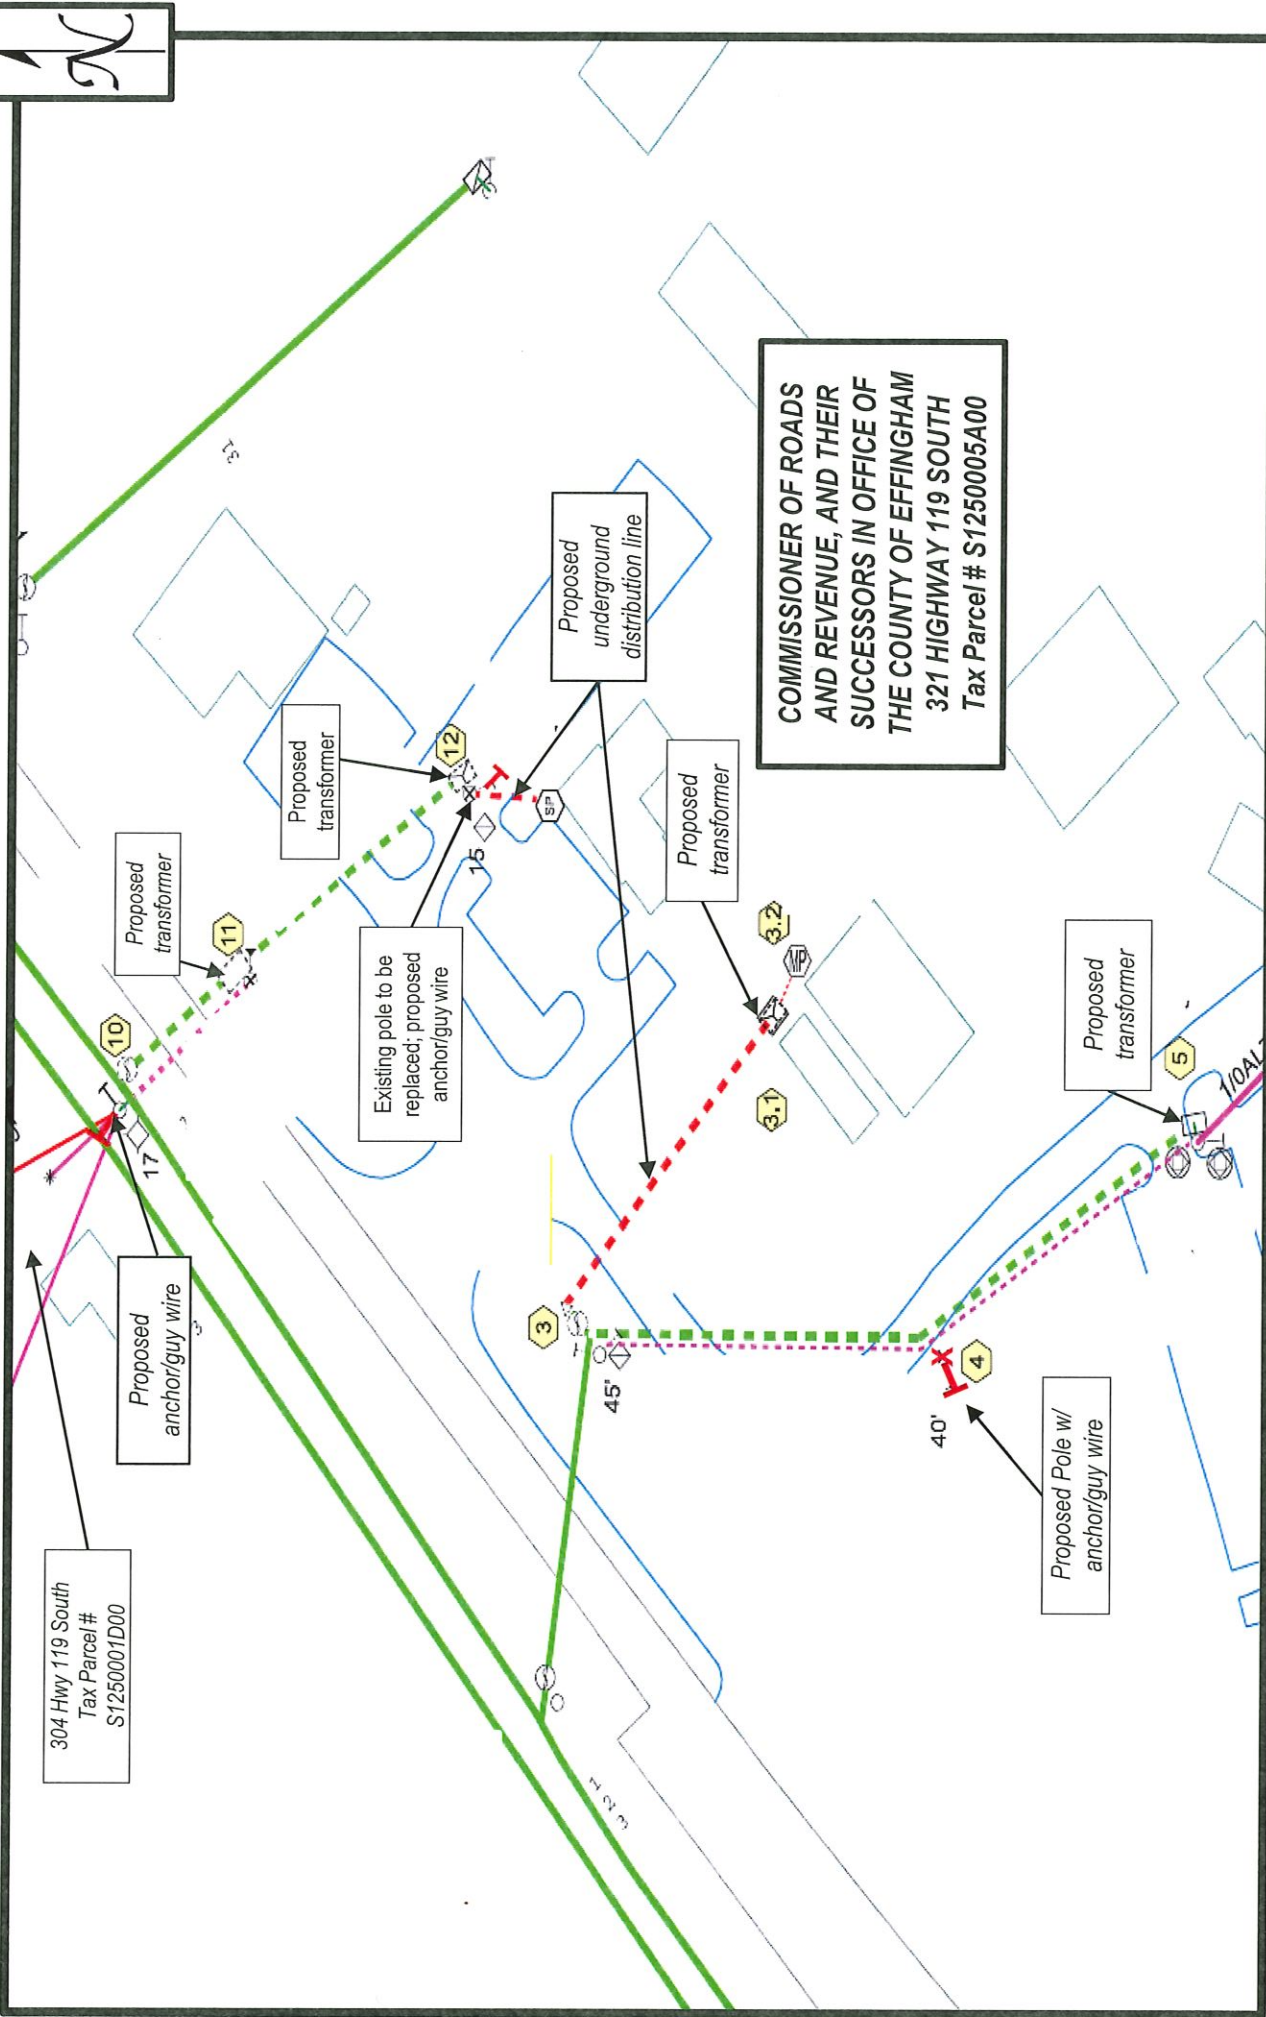 N
304 Hwy 119 South
Tax Parcel #
S1250001D00
Proposed
anchor/guy wire
17
T
10
Proposed
transformer
11
31
Proposed
transformer
12
Existing pole to be
replaced; proposed
anchor/guy wire
15
SP
Proposed
underground
distribution line
3
45'
321
Proposed
transformer
3.1
3.2
MP
COMMISSIONER OF ROADS
AND REVENUE, AND THEIR
SUCCESSORS IN OFFICE OF
THE COUNTY OF EFFINGHAM
321 HIGHWAY 119 SOUTH
Tax Parcel # S1250005A00
40'
4
Proposed Pole w/
anchor/guy wire
Proposed
transformer
5
T